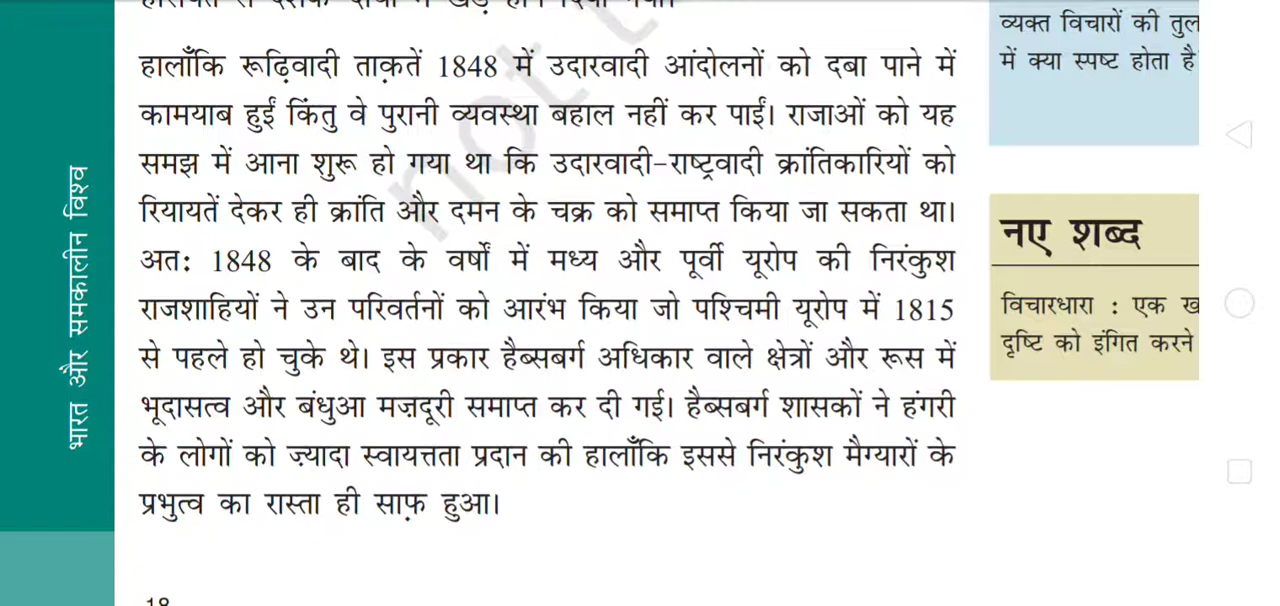 व्यक्त विचारों की तुल
में क्या स्पष्ट होता है
हालाँकि रूढ़िवादी ताक़तें 1848 में उदारवादी आंदोलनों को दबा पाने में
कामयाब हुईं किंतु वे पुरानी व्यवस्था बहाल नहीं कर पाईं। राजाओं को यह
समझ में आना शुरू हो गया था कि उदारवादी-राष्ट्रवादी क्रांतिकारियों को
रियायतें देकर ही क्रांति और दमन के चक्र को समाप्त किया जा सकता था।
अतः 1848 के बाद के वर्षों में मध्य और पूर्वी यूरोप की निरंकुश
राजशाहियों ने उन परिवर्तनों को आरंभ किया जो पश्चिमी यूरोप में 1815
से पहले हो चुके थे। इस प्रकार हैब्सबर्ग अधिकार वाले क्षेत्रों और रूस में
भूदासत्व और बंधुआ मज़दूरी समाप्त कर दी गई। हैब्सबर्ग शासकों ने हंगरी
के लोगों को ज़्यादा स्वायत्तता प्रदान की हालाँकि इससे निरंकुश मैग्यारों के
प्रभुत्व का रास्ता ही साफ़ हुआ।
नए शब्द
विचारधारा : एक ख
दृष्टि को इंगित करने
भारत और समकालीन विश्व
not t
18